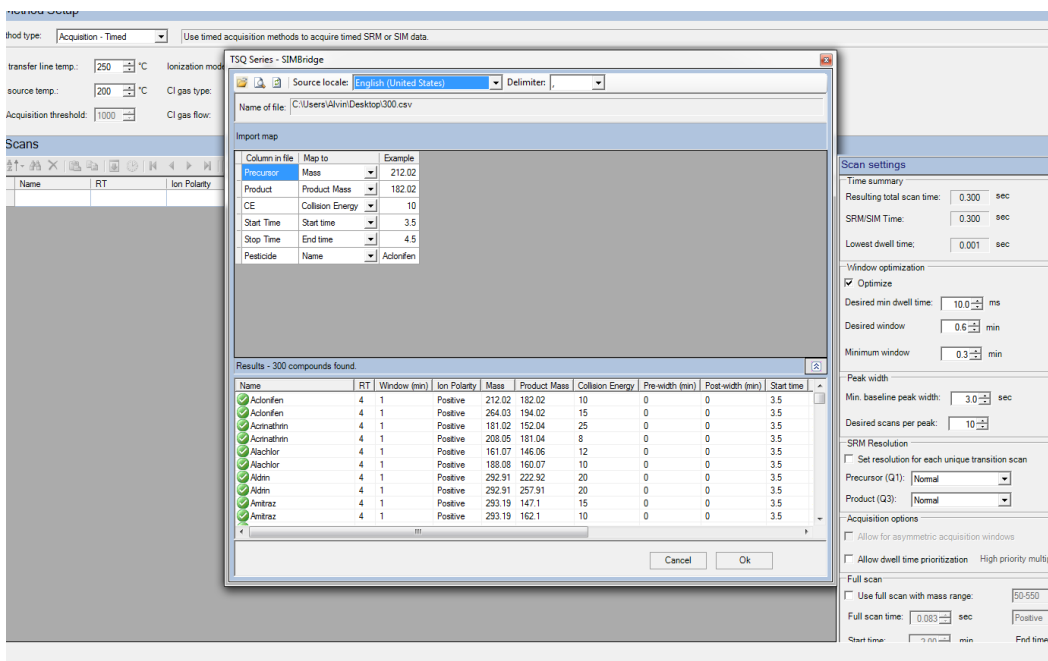 Method Setup
thod type: Acquisition - Timed Use timed acquisition methods to acquire timed SRM or SIM data.
transfer line temp.: 250 °C Ionization mode
source temp.: 200 °C CI gas type:
Acquisition threshold: 1000 CI gas flow:
Scans
Name RT Ion Polarity
TSQ Series - SIMBridge
Source locale: English (United States) Delimiter: ,
Name of file: C:\Users\Alvin\Desktop\300.csv
Import map
Column in file Map to Example
Precursor Mass 212.02
Product Product Mass 182.02
CE Collision Energy 10
Start Time Start time 3.5
Stop Time End time 4.5
Pesticide Name Aclonifen
Results - 300 compounds found.
Name RT Window (min) Ion Polarity Mass Product Mass Collision Energy Pre-width (min) Post-width (min) Start time
Aclonifen 4 1 Positive 212.02 182.02 10 0 0 3.5
Aclonifen 4 1 Positive 264.03 194.02 15 0 0 3.5
Acrinathrin 4 1 Positive 181.02 152.04 25 0 0 3.5
Acrinathrin 4 1 Positive 208.05 181.04 8 0 0 3.5
Alachlor 4 1 Positive 161.07 146.06 12 0 0 3.5
Alachlor 4 1 Positive 188.08 160.07 10 0 0 3.5
Aldrin 4 1 Positive 292.91 222.92 20 0 0 3.5
Aldrin 4 1 Positive 292.91 257.91 20 0 0 3.5
Amitraz 4 1 Positive 293.19 147.1 15 0 0 3.5
Amitraz 4 1 Positive 293.19 162.1 10 0 0 3.5
Cancel Ok
Scan settings
Time summary
Resulting total scan time: 0.300 sec
SRM/SIM Time: 0.300 sec
Lowest dwell time; 0.001 sec
Window optimization
Optimize
Desired min dwell time: 10.0 ms
Desired window 0.6 min
Minimum window 0.3 min
Peak width
Min. baseline peak width: 3.0 sec
Desired scans per peak: 10
SRM Resolution
Set resolution for each unique transition scan
Precursor (Q1): Normal
Product (Q3): Normal
Acquisition options
Allow for asymmetric acquisition windows
Allow dwell time prioritization High priority multip
Full scan
Use full scan with mass range: 50-550
Full scan time: 0.083 sec Positive
Start time: 2.00 min End time